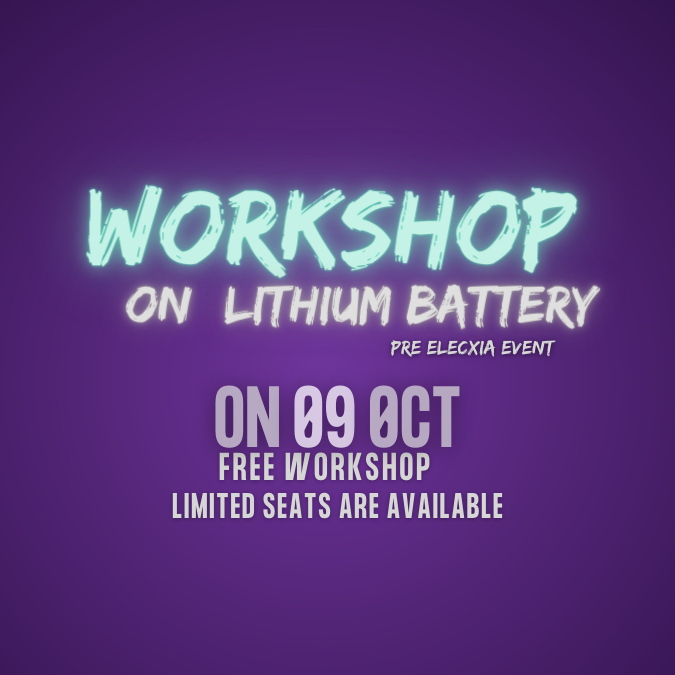 WORKSHOP
ON LITHIUM BATTERY
PRE ELECXIA EVENT
ON 09 OCT
FREE WORKSHOP
LIMITED SEATS ARE AVAILABLE